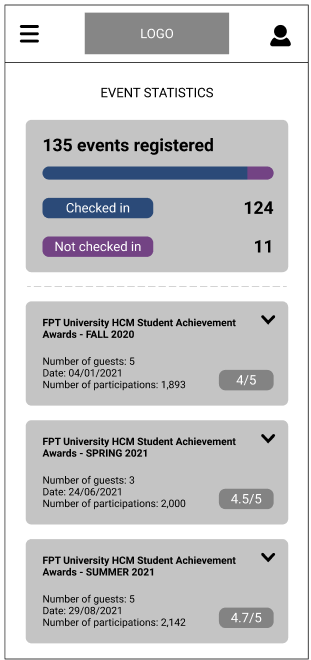 LOGO
EVENT STATISTICS
135 events registered
Checked in 124
Not checked in 11
FPT University HCM Student Achievement
Awards - FALL 2020
Number of guests: 5
Date: 04/01/2021
Number of participations: 1,893
4/5
FPT University HCM Student Achievement
Awards - SPRING 2021
Number of guests: 3
Date: 24/06/2021
Number of participations: 2,000
4.5/5
FPT University HCM Student Achievement
Awards - SUMMER 2021
Number of guests: 5
Date: 29/08/2021
Number of participations: 2,142
4.7/5